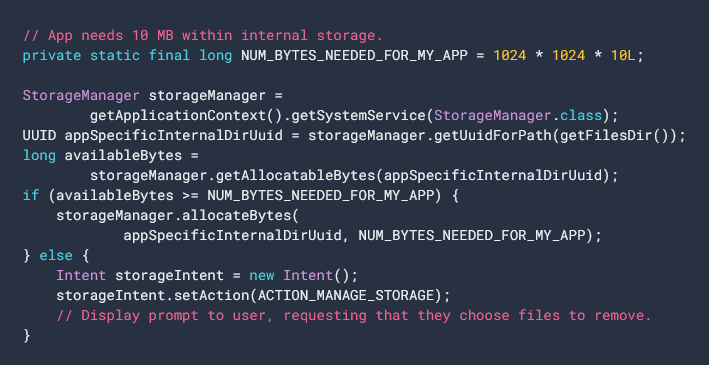 // App needs 10 MB within internal storage.
private static final long NUM_BYTES_NEEDED_FOR_MY_APP = 1024 * 1024 * 10L;

StorageManager storageManager =
        getApplicationContext().getSystemService(StorageManager.class);
UUID appSpecificInternalDirUuid = storageManager.getUuidForPath(getFilesDir());
long availableBytes =
        storageManager.getAllocatableBytes(appSpecificInternalDirUuid);
if (availableBytes >= NUM_BYTES_NEEDED_FOR_MY_APP) {
    storageManager.allocateBytes(
            appSpecificInternalDirUuid, NUM_BYTES_NEEDED_FOR_MY_APP);
} else {
    Intent storageIntent = new Intent();
    storageIntent.setAction(ACTION_MANAGE_STORAGE);
    // Display prompt to user, requesting that they choose files to remove.
}